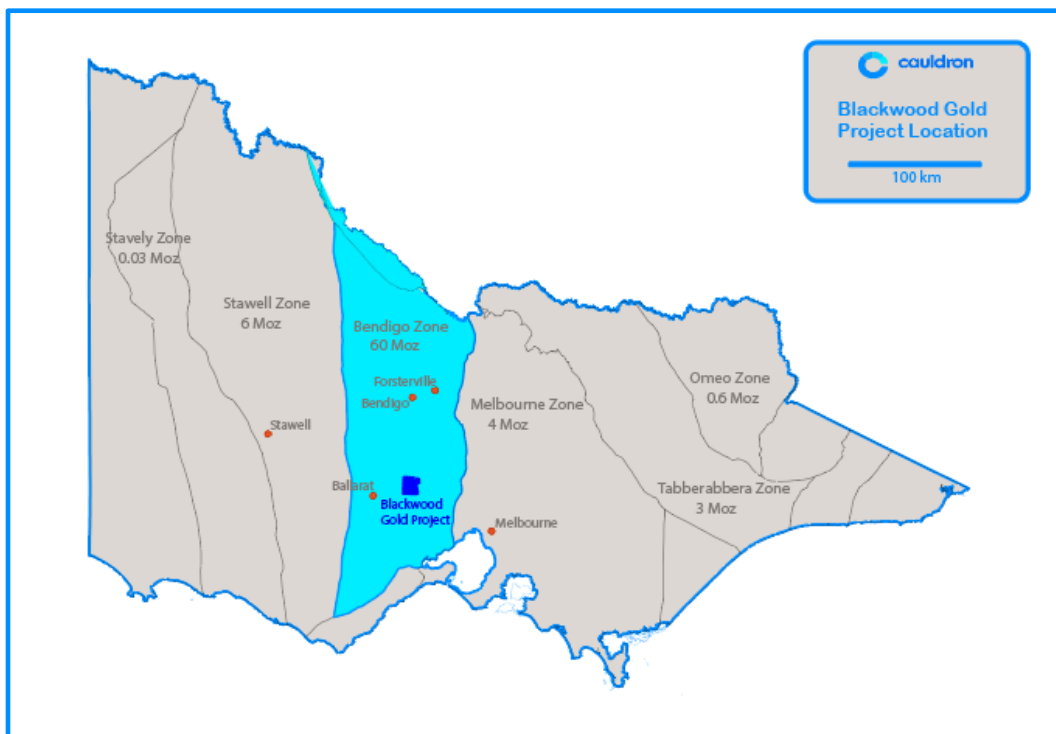 cauldron
Blackwood Gold
Project Location
100 km
Stavely Zone
0.03 Moz
Stawell Zone
6 Moz
Bendigo Zone
60 Moz
Forsterville
Bendigo
Omeo Zone
0.6 Moz
Melbourne Zone
4 Moz
Stawell
Ballarat
Blackwood
Gold Project
Tabberabbera Zone
3 Moz
Melbourne